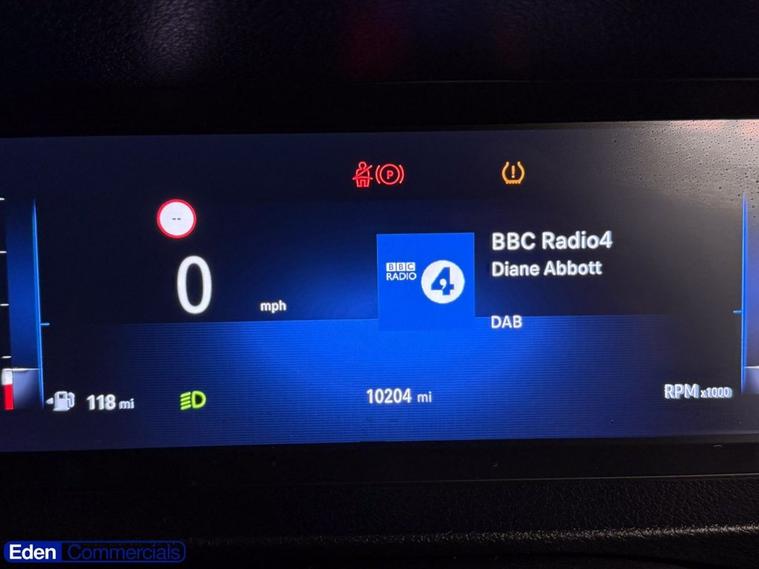 P
!
--
0 mph
BBC
RADIO
4
BBC Radio4
Diane Abbott
DAB
118 mi
10204 mi
RPM x1000
Eden Commercials